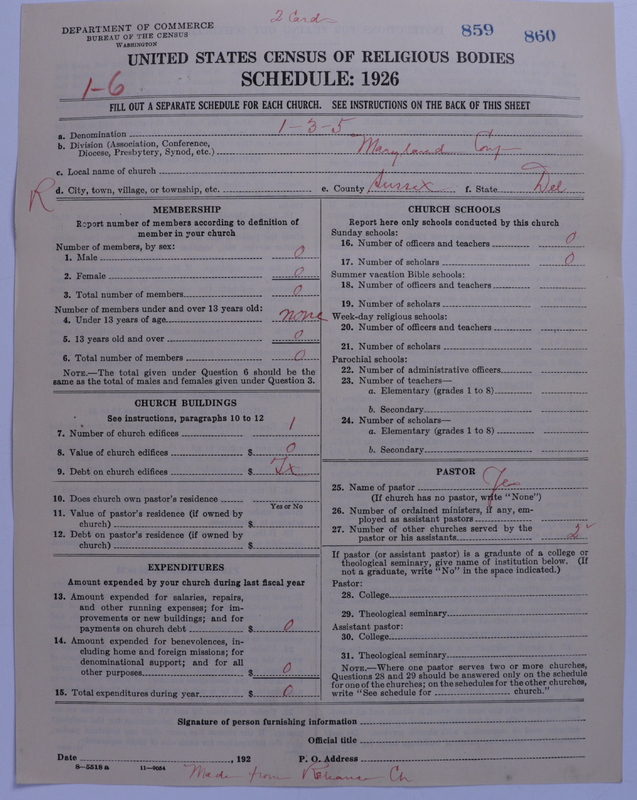 2 Cards
DEPARTMENT OF COMMERCE
BUREAU OF THE CENSUS
WASHINGTON
859 860
UNITED STATES CENSUS OF RELIGIOUS BODIES
1-6
SCHEDULE: 1926
FILL OUT A SEPARATE SCHEDULE FOR EACH CHURCH. SEE INSTRUCTIONS ON THE BACK OF THIS SHEET
a. Denomination 1-3-5
b. Division (Association, Conference,
Diocese, Presbytery, Synod, etc.) Maryland Conf
c. Local name of church
R
d. City, town, village, or township, etc. e. County Sussex f. State Del
MEMBERSHIP
Report number of members according to definition of
member in your church
Number of members, by sex:
1. Male 0
2. Female 0
3. Total number of members 0
Number of members under and over 13 years old:
4. Under 13 years of age none
5. 13 years old and over 0
6. Total number of members 0
NOTE.—The total given under Question 6 should be the
same as the total of males and females given under Question 3.
CHURCH BUILDINGS
See instructions, paragraphs 10 to 12
7. Number of church edifices 1
8. Value of church edifices $ 0
9. Debt on church edifices $
10. Does church own pastor's residence
Yes or No
11. Value of pastor's residence (if owned by
church) $
12. Debt on pastor's residence (if owned by
church) $
EXPENDITURES
Amount expended by your church during last fiscal year
13. Amount expended for salaries, repairs,
and other running expenses; for im-
provements or new buildings; and for
payments on church debt $ 0
14. Amount expended for benevolences, in-
cluding home and foreign missions; for
denominational support; and for all
other purposes $ 0
15. Total expenditures during year $ 0
CHURCH SCHOOLS
Report here only schools conducted by this church
Sunday schools:
16. Number of officers and teachers 0
17. Number of scholars 0
Summer vacation Bible schools:
18. Number of officers and teachers
19. Number of scholars
Week-day religious schools:
20. Number of officers and teachers
21. Number of scholars
Parochial schools:
22. Number of administrative officers
23. Number of teachers—
a. Elementary (grades 1 to 8)
b. Secondary
24. Number of scholars—
a. Elementary (grades 1 to 8)
b. Secondary
PASTOR
25. Name of pastor
(If church has no pastor, write "None")
26. Number of ordained ministers, if any, em-
ployed as assistant pastors
27. Number of other churches served by the
pastor or his assistants 2
If pastor (or assistant pastor) is a graduate of a college or
theological seminary, give name of institution below. (If
not a graduate, write "No" in the space indicated.)
Pastor:
28. College
29. Theological seminary
Assistant pastor:
30. College
31. Theological seminary
NOTE.—Where one pastor serves two or more churches,
Questions 28 and 29 should be answered only on the schedule
for one of the churches; on the schedules for the other churches,
write "See schedule for church."
Signature of person furnishing information
Official title
Date , 192 P. O. Address
8-5518 a 11-9654
Made from Reliance Ch